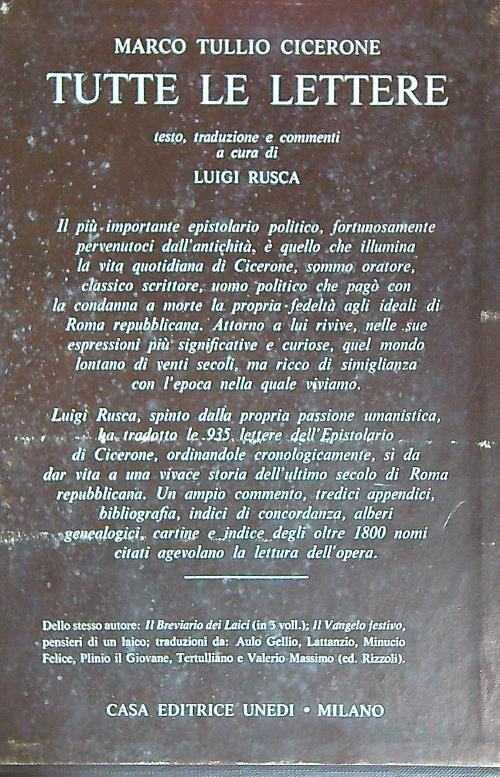 MARCO TULLIO CICERONE
TUTTE LE LETTERE
testo, traduzione e commenti
a cura di
LUIGI RUSCA
Il più importante epistolario politico, fortunosamente
pervenutoci dall'antichità, è quello che illumina
la vita quotidiana di Cicerone, sommo oratore,
classico scrittore, uomo politico che pagò con
la condanna a morte la propria fedeltà agli ideali di
Roma repubblicana. Attorno a lui rivive, nelle sue
espressioni più significative e curiose, quel mondo
lontano di venti secoli, ma ricco di simiglianza
con l'epoca nella quale viviamo.
Luigi Rusca, spinto dalla propria passione umanistica,
ha tradotto le 935 lettere dell'Epistolario
di Cicerone, ordinandole cronologicamente, sì da
dar vita a una vivace storia dell'ultimo secolo di Roma
repubblicana. Un ampio commento, tredici appendici,
bibliografia, indici di concordanza, alberi
genealogici, cartine e indice degli oltre 1800 nomi
citati agevolano la lettura dell'opera.
Dello stesso autore: Il Breviario dei Laici (in 3 voll.); Il Vangelo festivo,
pensieri di un laico; traduzioni da: Aulo Gellio, Lattanzio, Minucio
Felice, Plinio il Giovane, Tertulliano e Valerio Massimo (ed. Rizzoli).
CASA EDITRICE UNEDI • MILANO